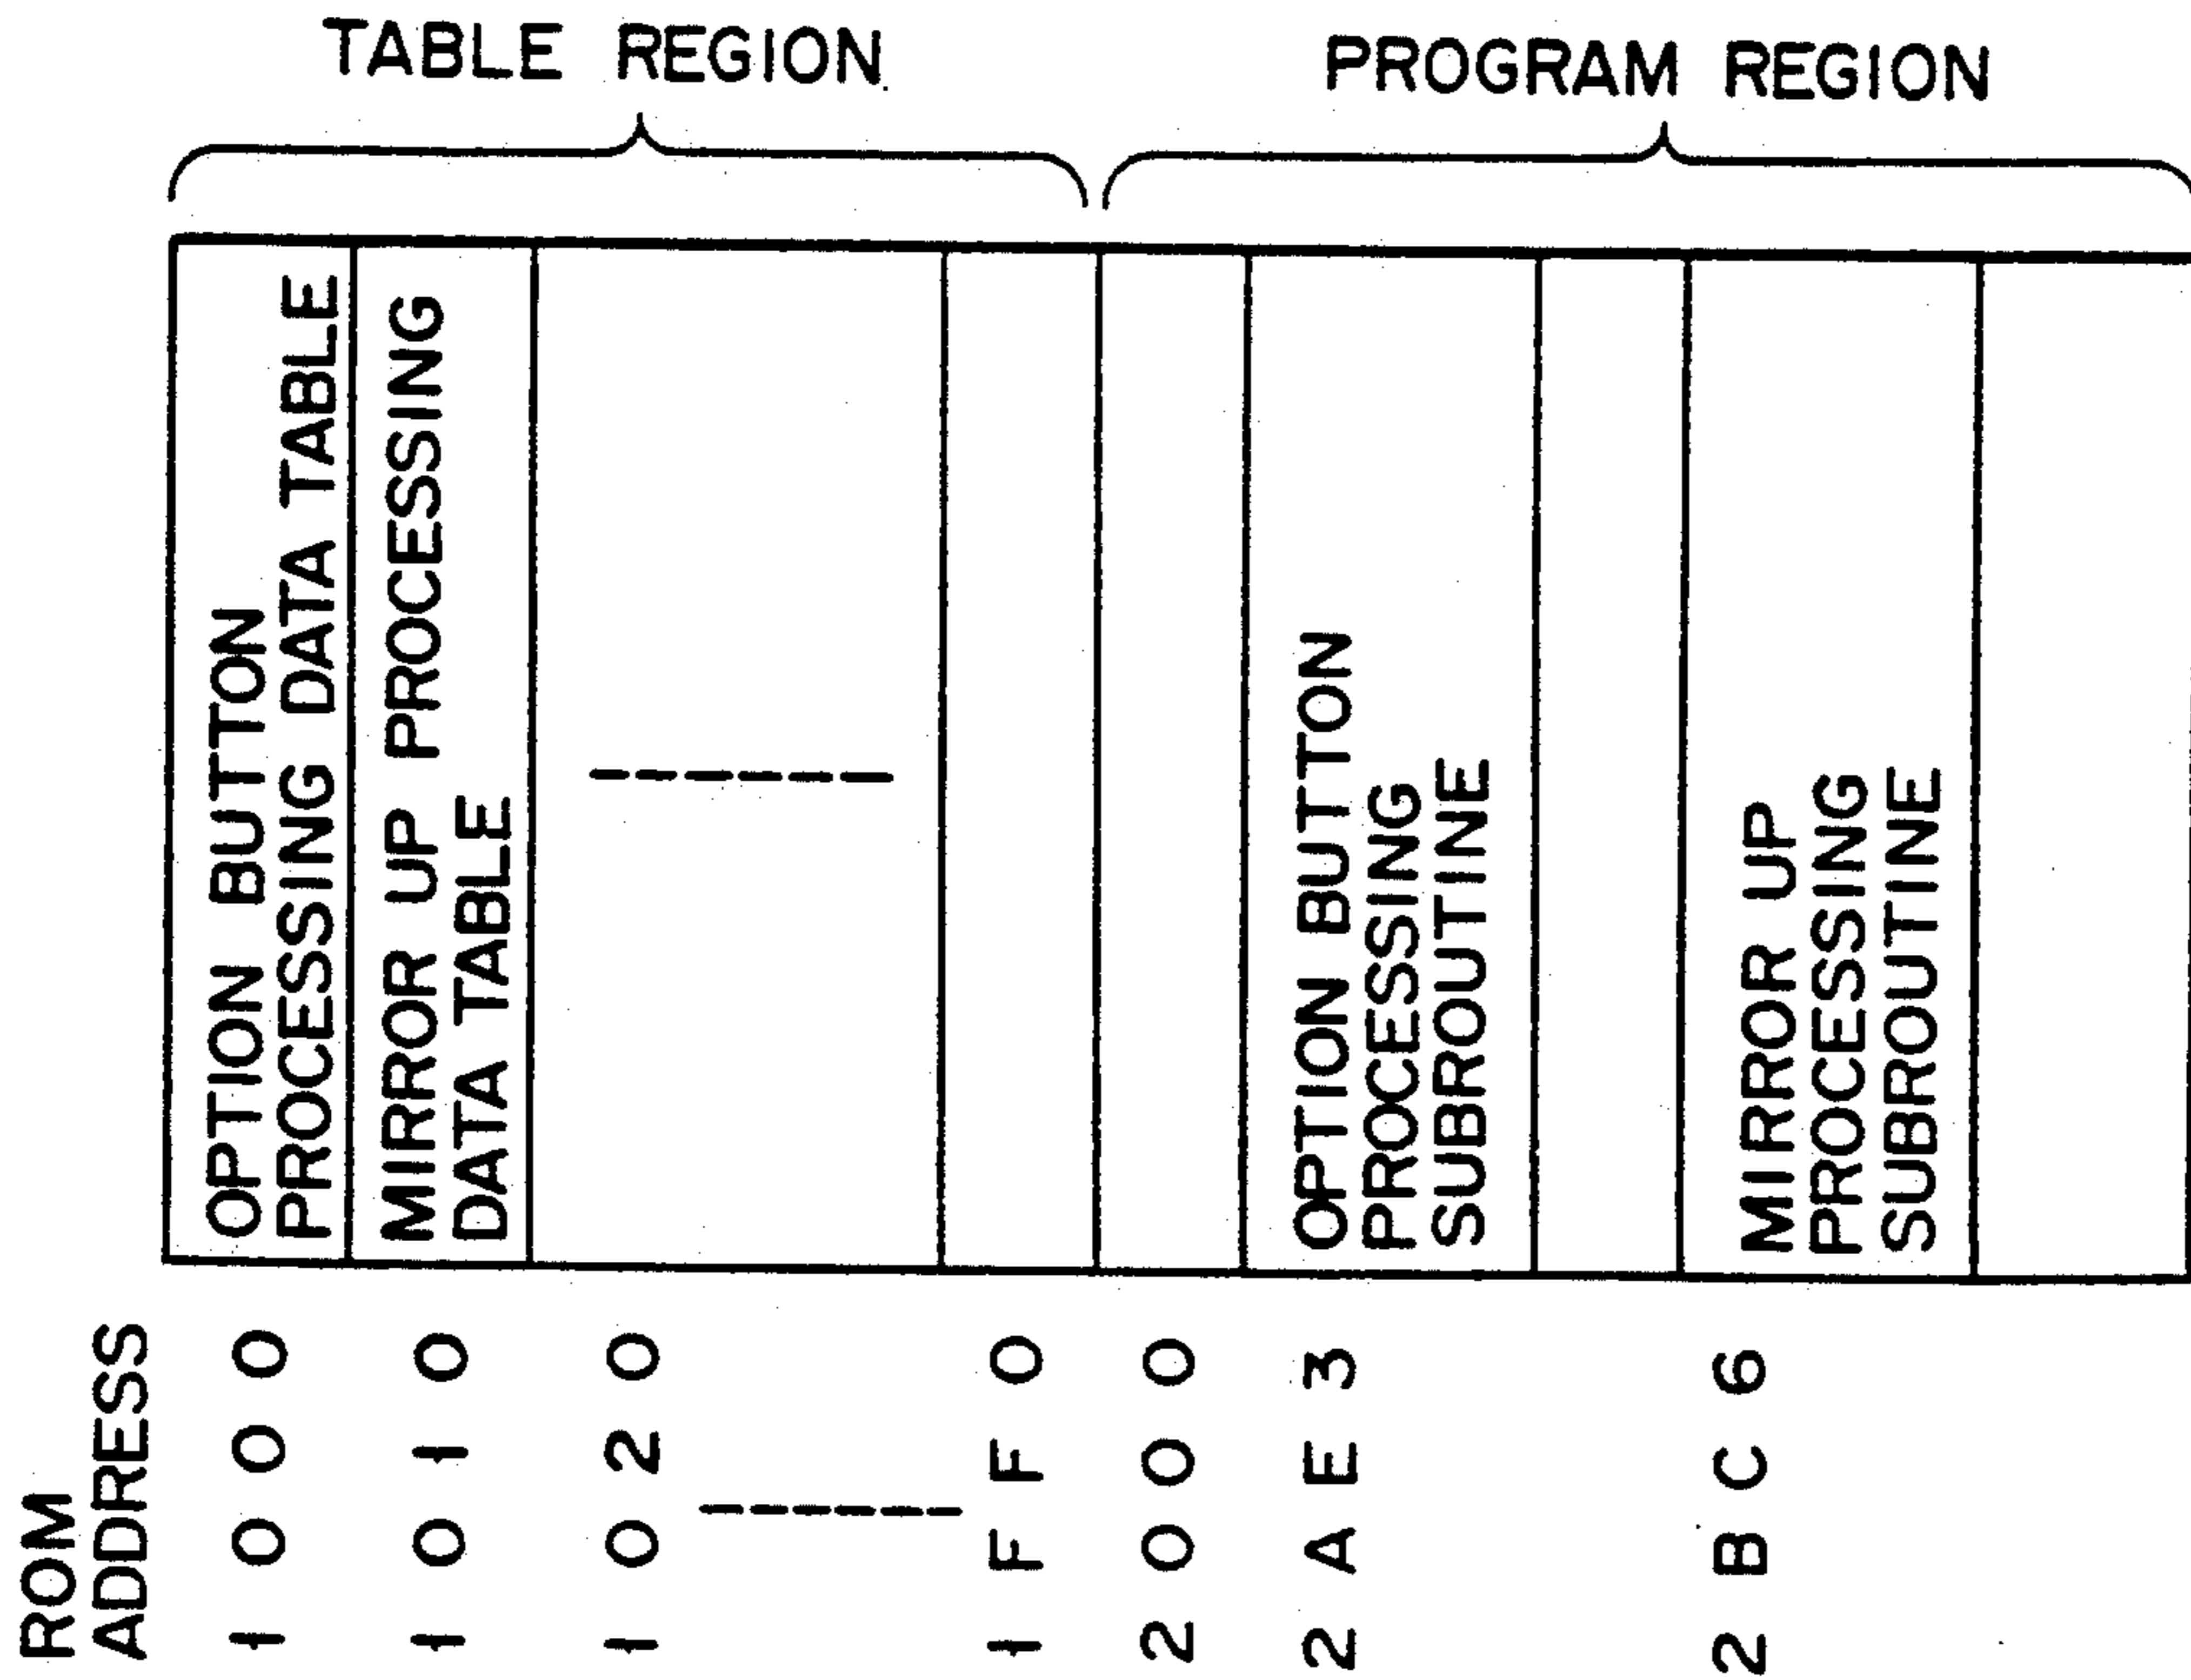 TABLE REGION
PROGRAM REGION
ROM
ADDRESS
1000
OPTION BUTTON
PROCESSING DATA TABLE
1010
MIRROR UP PROCESSING
DATA TABLE
1020
1FF0
2000
2AE3
OPTION BUTTON
PROCESSING
SUBROUTINE
2BC6
MIRROR UP
PROCESSING
SUBROUTINE